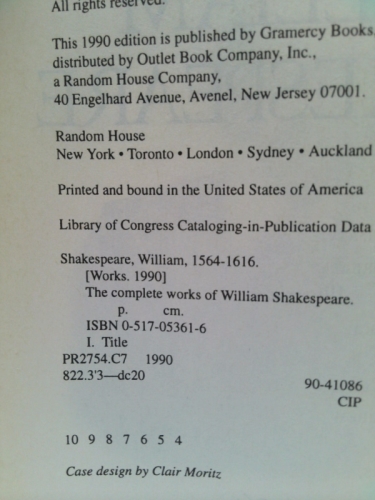 All rights reserved.
This 1990 edition is published by Gramercy Books,
distributed by Outlet Book Company, Inc.,
a Random House Company,
40 Engelhard Avenue, Avenel, New Jersey 07001.
Random House
New York • Toronto • London • Sydney • Auckland
Printed and bound in the United States of America
Library of Congress Cataloging-in-Publication Data
Shakespeare, William, 1564-1616.
[Works. 1990]
The complete works of William Shakespeare.
p. cm.
ISBN 0-517-05361-6
I. Title
PR2754.C7 1990
822.3'3—dc20
90-41086
CIP
10 9 8 7 6 5 4
Case design by Clair Moritz